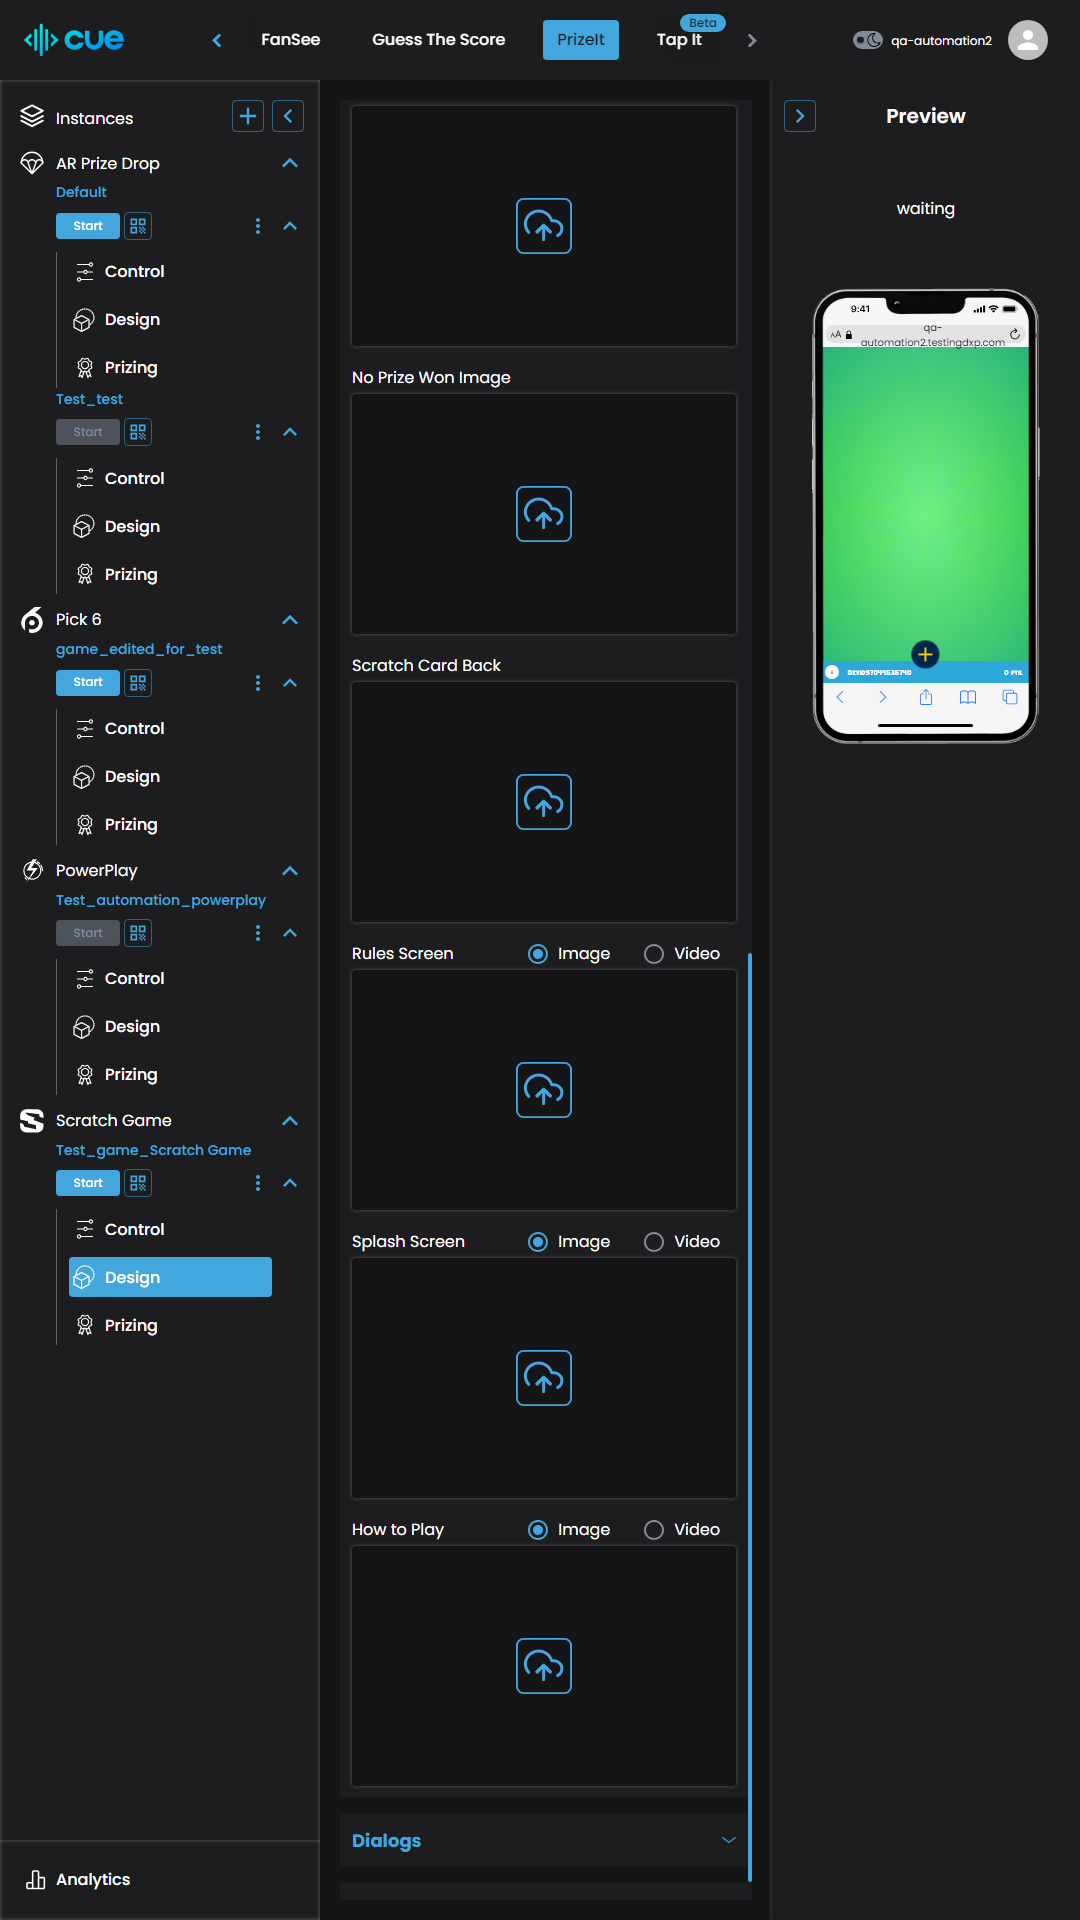 cue
FanSee
Guess The Score
PrizeIt
Tap It
Beta
qa-automation2
Instances
AR Prize Drop
Default
Start
Control
Design
Prizing
Test_test
Start
Control
Design
Prizing
Pick 6
game_edited_for_test
Start
Control
Design
Prizing
PowerPlay
Test_automation_powerplay
Start
Control
Design
Prizing
Scratch Game
Test_game_Scratch Game
Start
Control
Design
Prizing
Analytics
No Prize Won Image
Scratch Card Back
Rules Screen Image Video
Splash Screen Image Video
How to Play Image Video
Dialogs
Preview
waiting
9:41
AA
qa-
automation2.testingdxp.com
0 PTS.